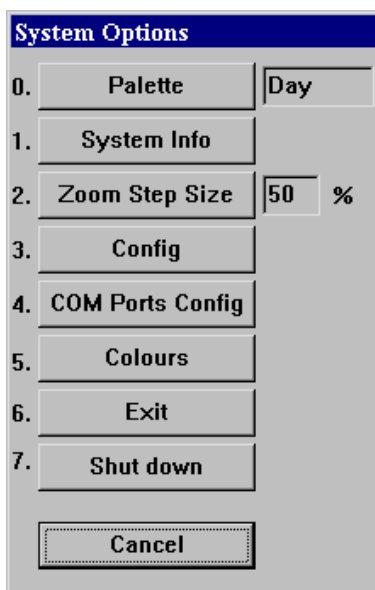 System Options
0. Palette Day
1. System Info
2. Zoom Step Size 50 %
3. Config
4. COM Ports Config
5. Colours
6. Exit
7. Shut down
Cancel